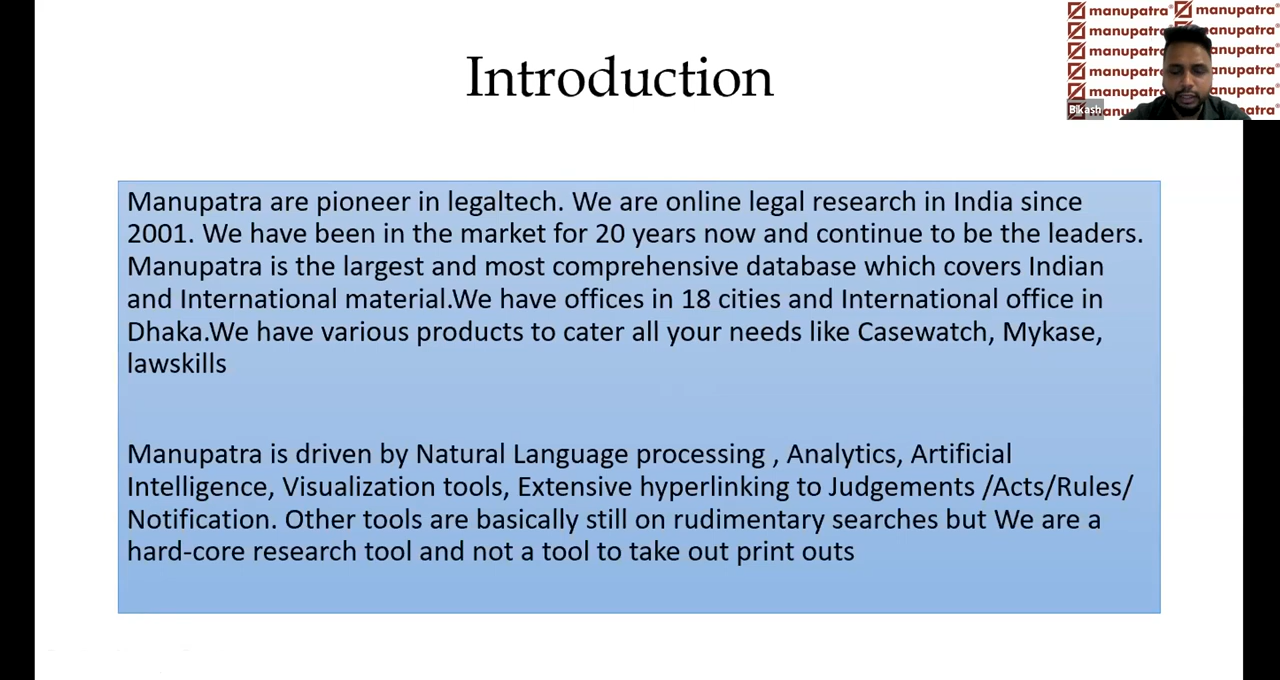 Introduction
manupatra® manupatra®
manupatra anupatra®
manupatra anupatra®
manupatra anupatra®
manupatra anupatra®
Bikash manu patra®
Manupatra are pioneer in legaltech. We are online legal research in India since
2001. We have been in the market for 20 years now and continue to be the leaders.
Manupatra is the largest and most comprehensive database which covers Indian
and International material.We have offices in 18 cities and International office in
Dhaka.We have various products to cater all your needs like Casewatch, Mykase,
lawskills
Manupatra is driven by Natural Language processing , Analytics, Artificial
Intelligence, Visualization tools, Extensive hyperlinking to Judgements /Acts/Rules/
Notification. Other tools are basically still on rudimentary searches but We are a
hard-core research tool and not a tool to take out print outs